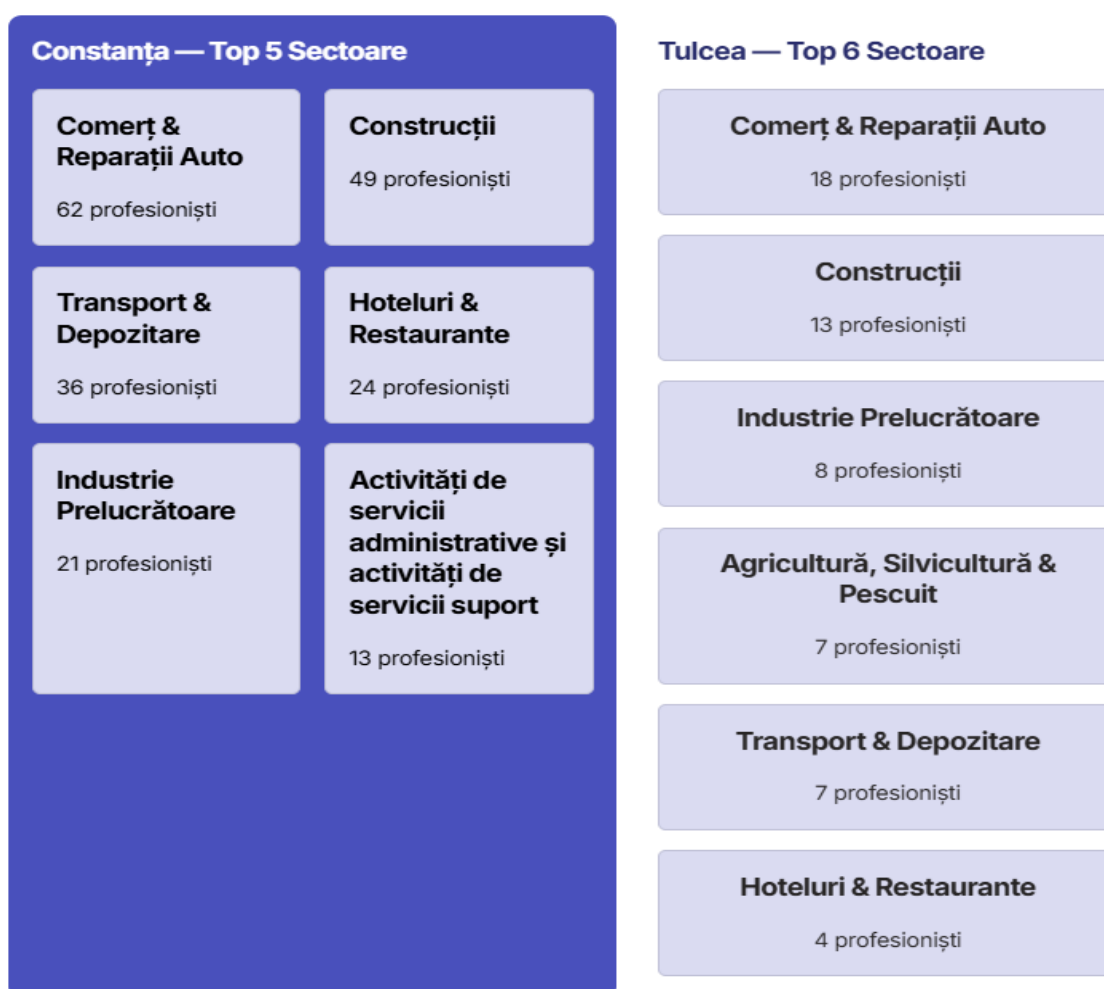 Constanța — Top 5 Sectoare
Comerț &
Reparații Auto
62 profesioniști
Construcții
49 profesioniști
Transport &
Depozitare
36 profesioniști
Hoteluri &
Restaurante
24 profesioniști
Industrie
Prelucrătoare
21 profesioniști
Activități de
servicii
administrative și
activități de
servicii suport
13 profesioniști
Tulcea — Top 6 Sectoare
Comerț & Reparații Auto
18 profesioniști
Construcții
13 profesioniști
Industrie Prelucrătoare
8 profesioniști
Agricultură, Silvicultură &
Pescuit
7 profesioniști
Transport & Depozitare
7 profesioniști
Hoteluri & Restaurante
4 profesioniști